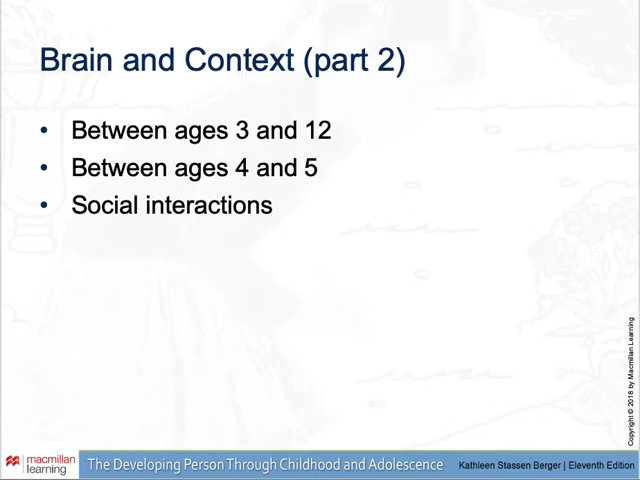 Brain and Context (part 2)
• Between ages 3 and 12
• Between ages 4 and 5
• Social interactions
Copyright © 2018 by Macmillan Learning
macmillan
learning
The Developing Person Through Childhood and Adolescence
Kathleen Stassen Berger | Eleventh Edition